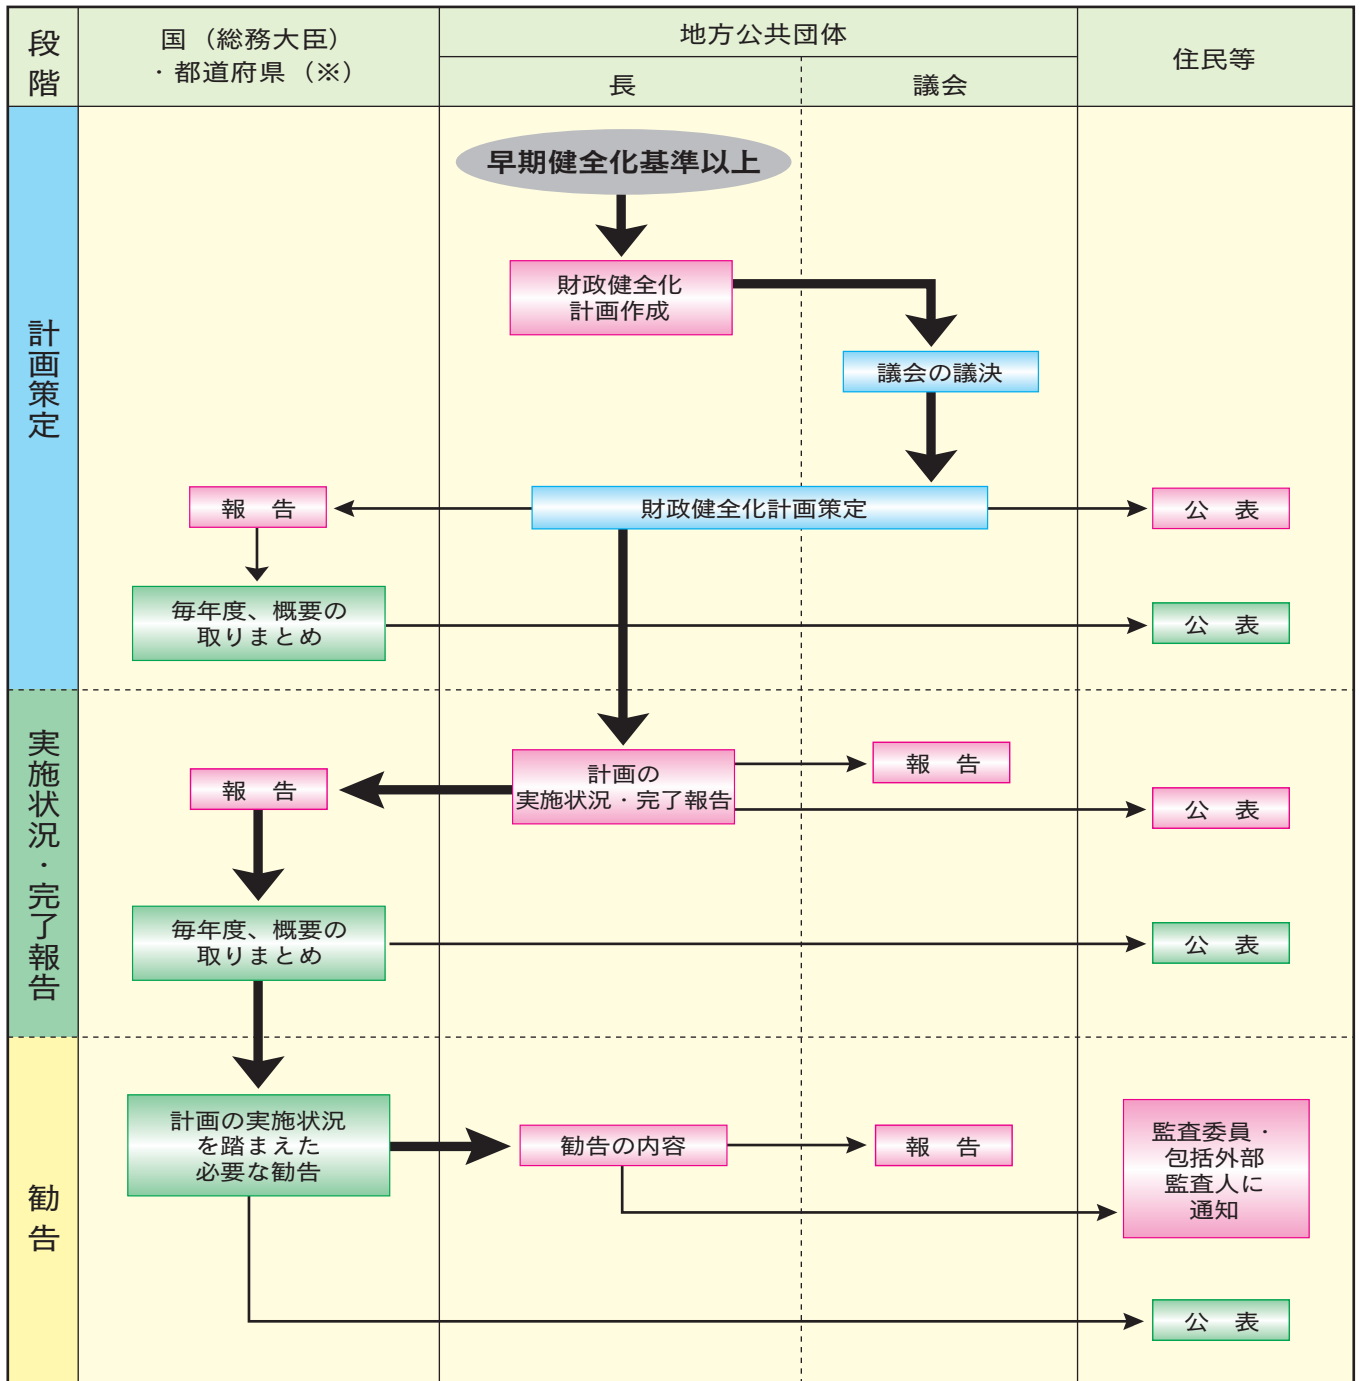 段
階
国（総務大臣）
・都道府県（※）
地方公共団体
長
議会
住民等
計画策定
早期健全化基準以上
財政健全化
計画作成
議会の議決
報　告
財政健全化計画策定
公　表
毎年度、概要の
取りまとめ
公　表
実施状況・完了報告
報　告
計画の
実施状況・完了報告
報　告
公　表
毎年度、概要の
取りまとめ
公　表
勧告
計画の実施状況
を踏まえた
必要な勧告
勧告の内容
報　告
監査委員・
包括外部
監査人に
通知
公　表